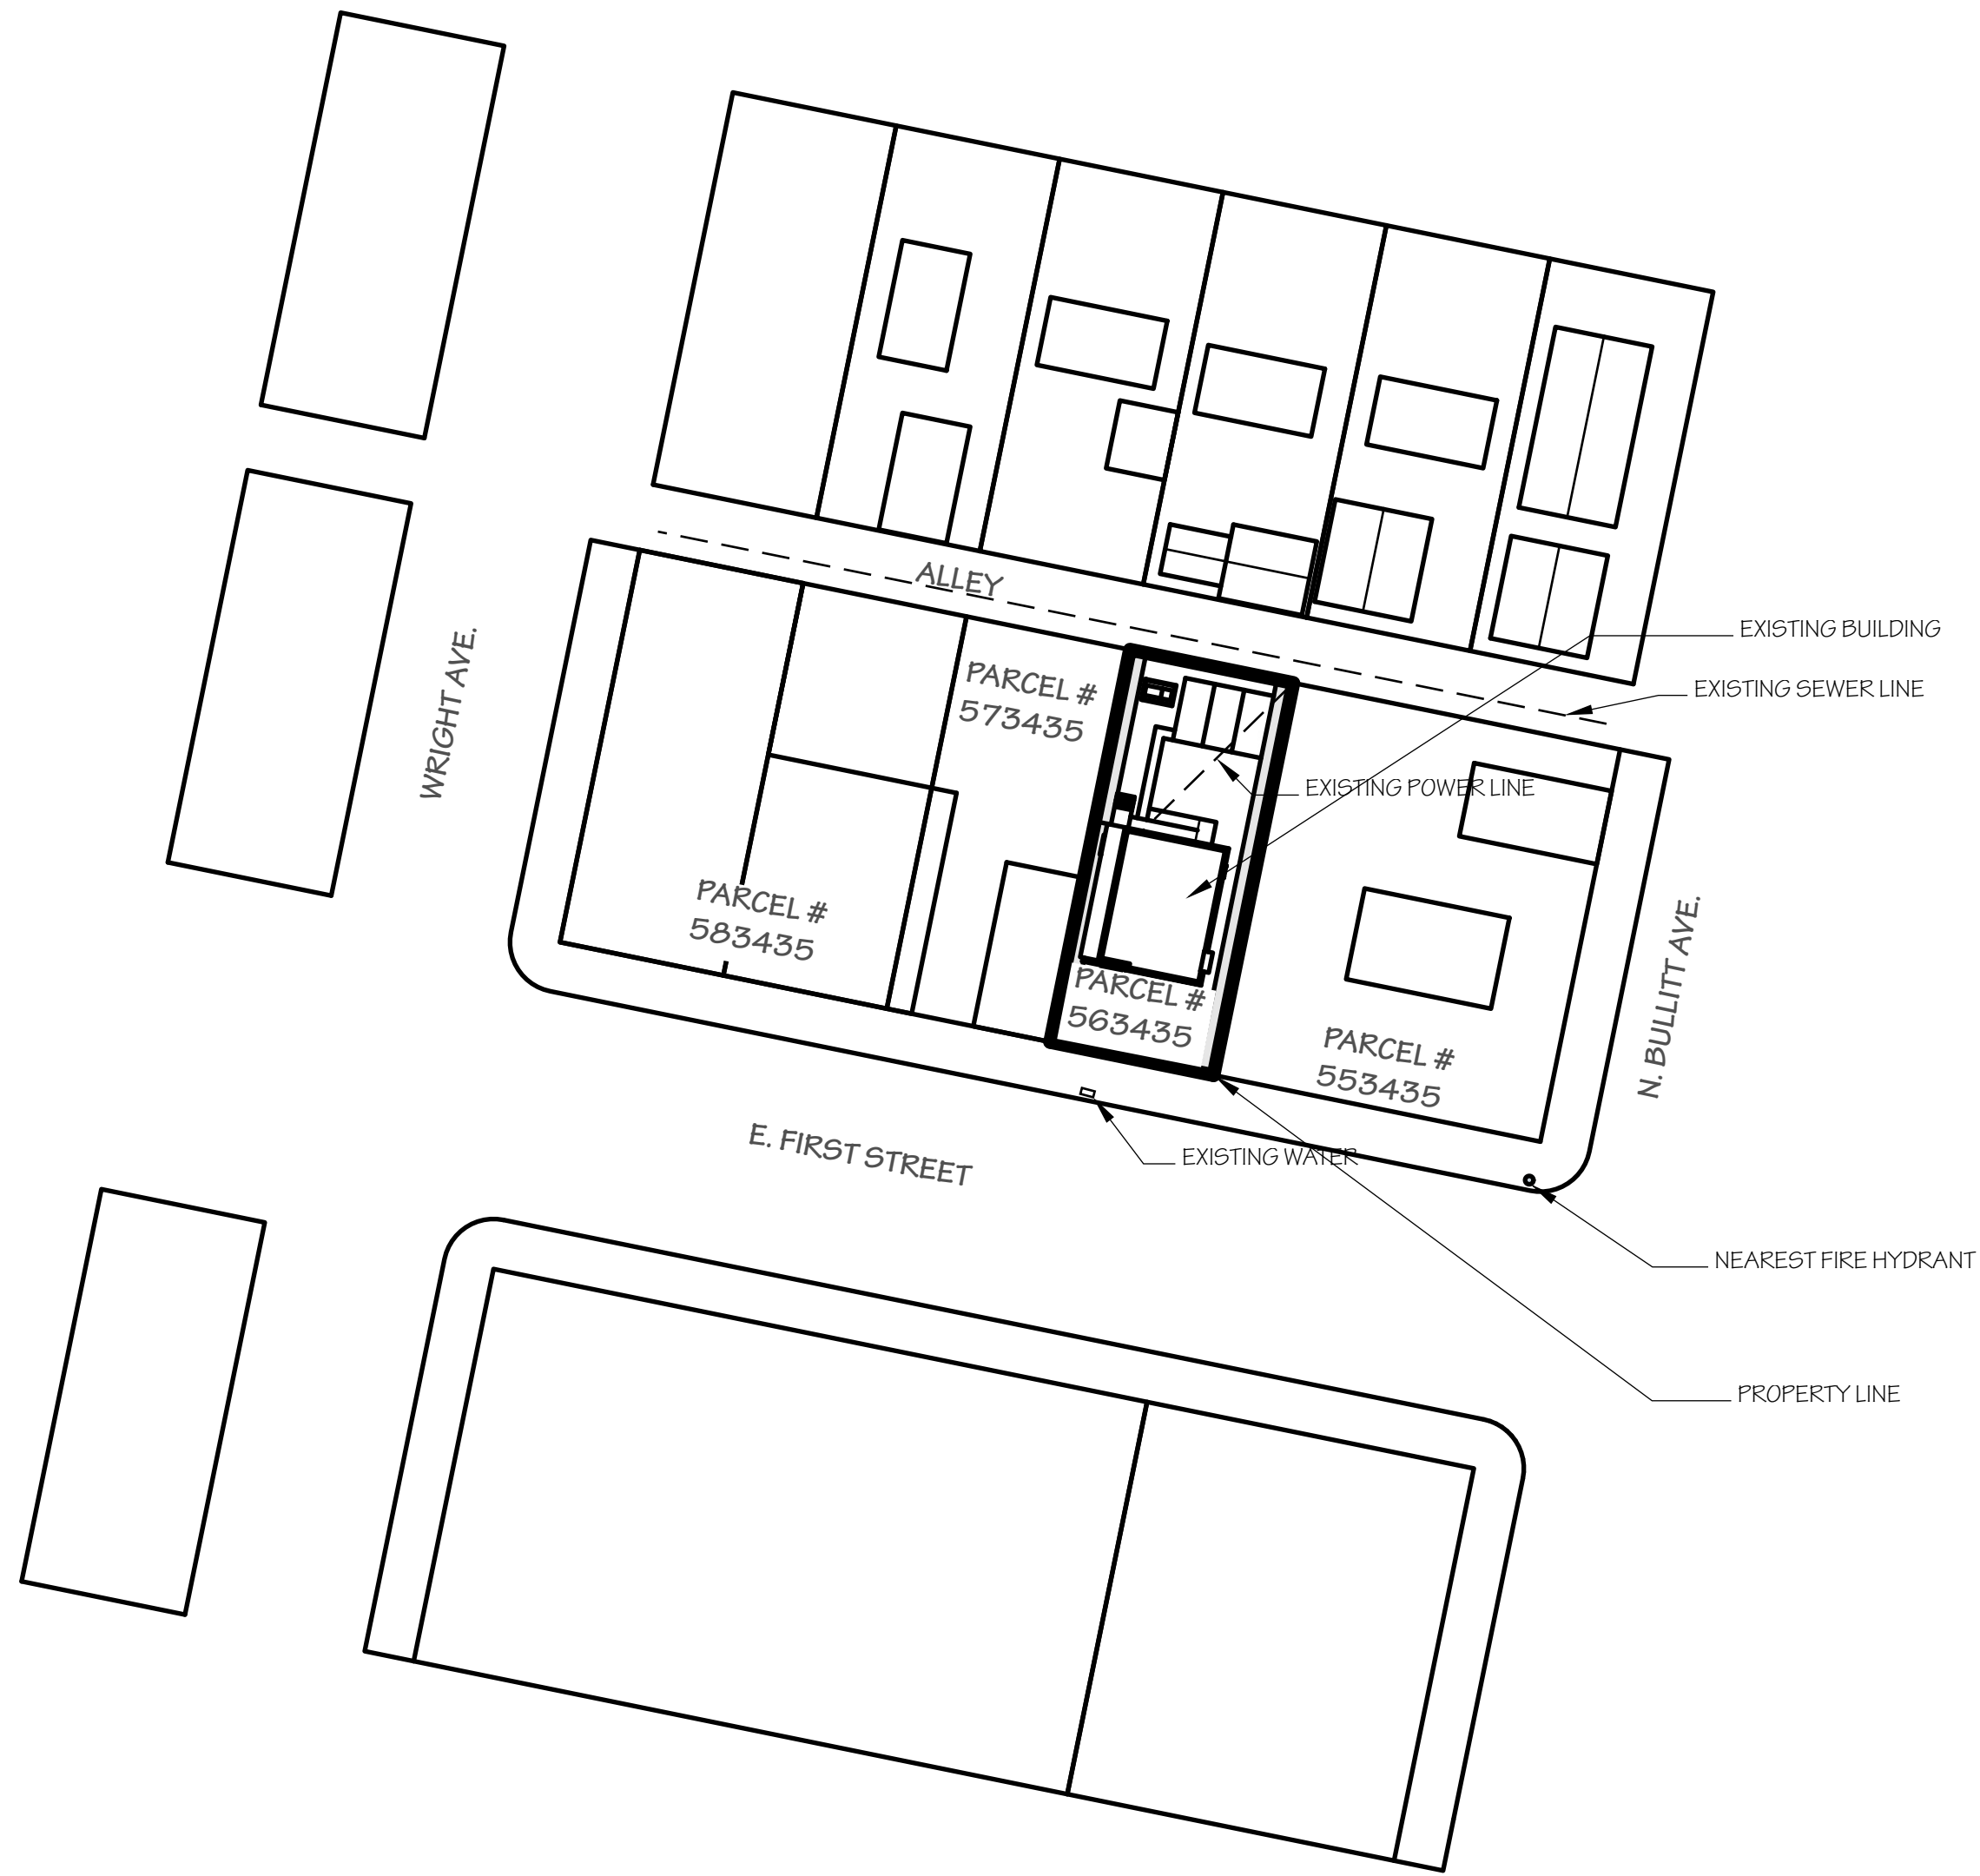 ALLEY
EXISTING BUILDING
WRIGHT AVE.
PARCEL #
573435
EXISTING SEWER LINE
EXISTING POWER LINE
PARCEL #
583435
PARCEL #
563435
N. BULLITT AVE.
PARCEL #
553435
E. FIRST STREET
EXISTING WATER
NEAREST FIRE HYDRANT
PROPERTY LINE